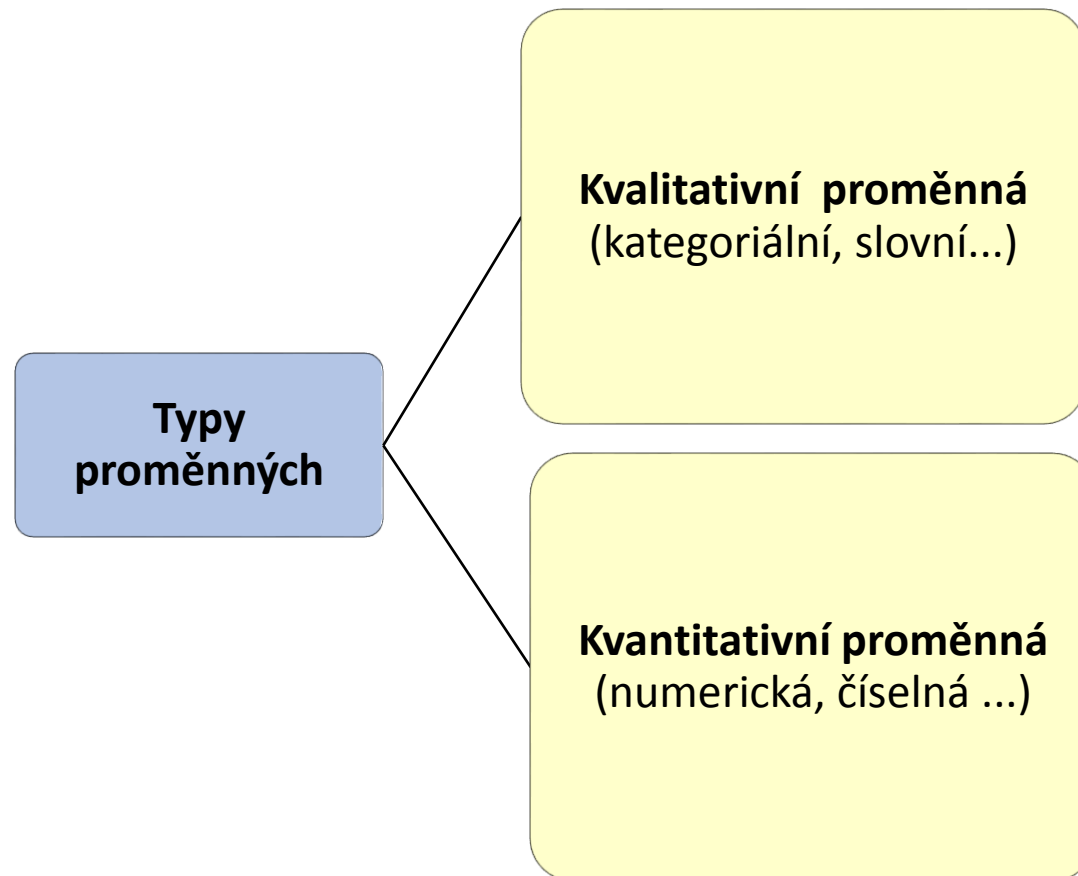 Kvalitativní proměnná
(kategoriální, slovní...)
Typy
proměnných
Kvantitativní proměnná
(numerická, číselná ...)